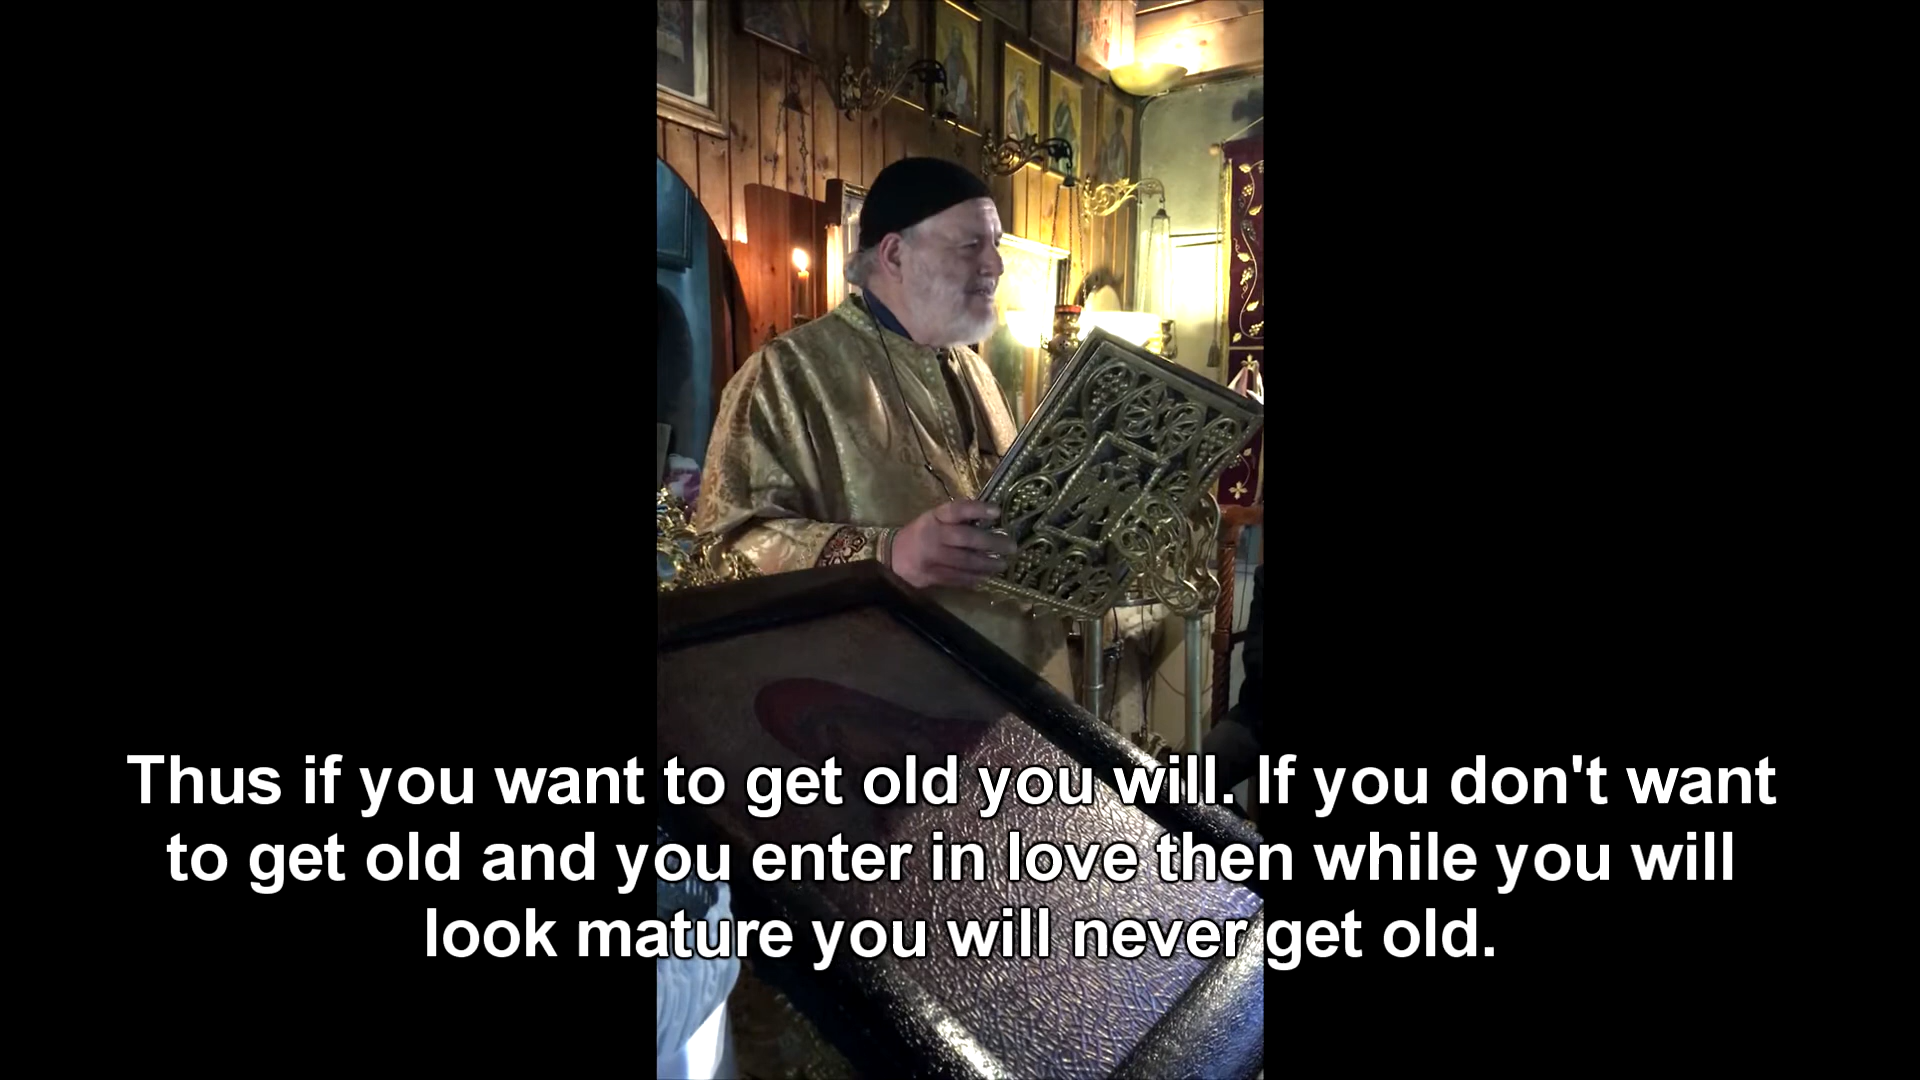 Thus if you want to get old you will. If you don't want
to get old and you enter in love then while you will
look mature you will never get old.